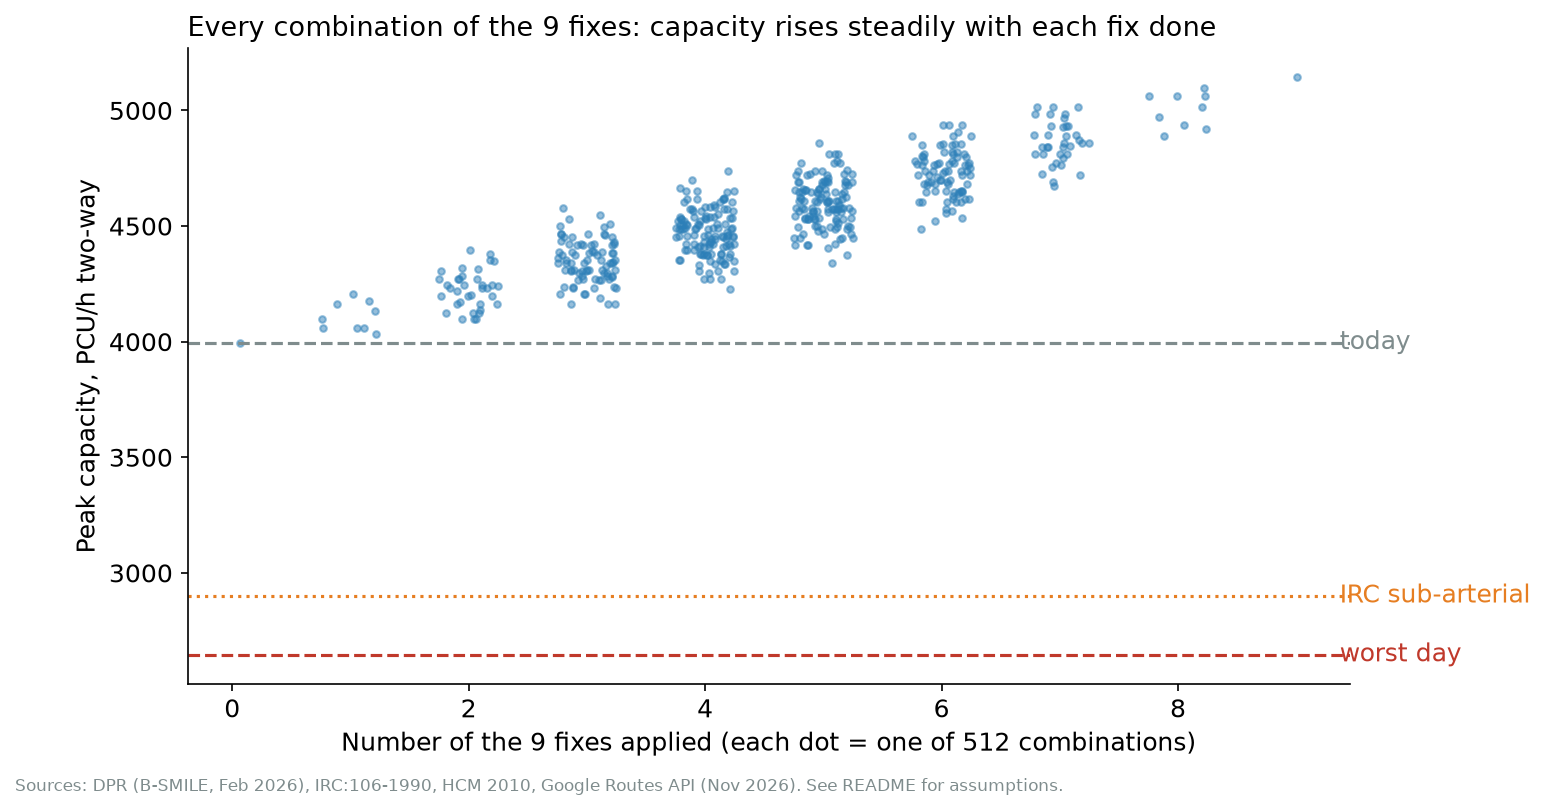 Every combination of the 9 fixes: capacity rises steadily with each fix done
Peak capacity, PCU/h two-way
5000
4500
4000
3500
3000
today
IRC sub-arterial
worst day
0 2 4 6 8
Number of the 9 fixes applied (each dot = one of 512 combinations)
Sources: DPR (B-SMILE, Feb 2026), IRC:106-1990, HCM 2010, Google Routes API (Nov 2026). See README for assumptions.